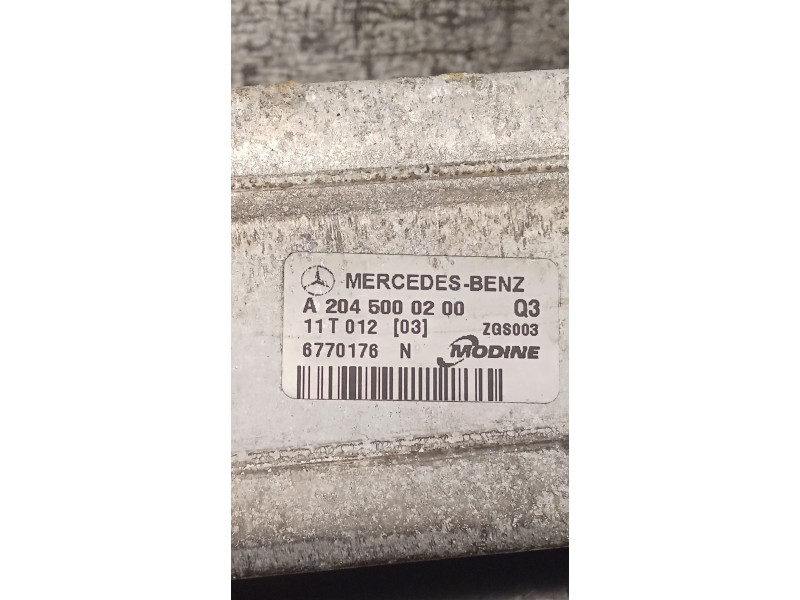 MERCEDES-BENZ
A 204 500 02 00 Q3
11 T 012 [03] ZGS003
6770176 N MODINE